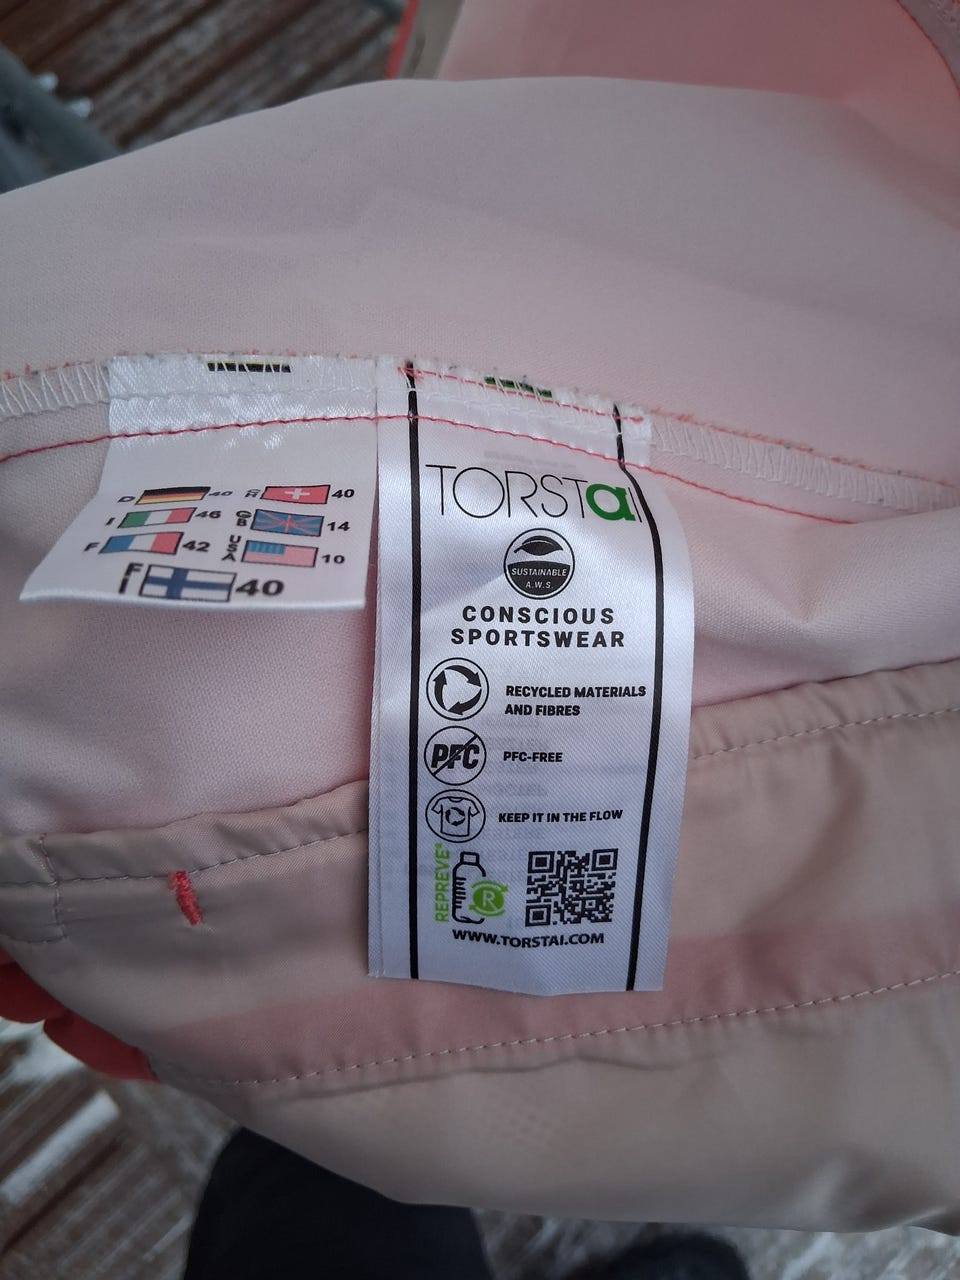 D 40 CH 40
I 46 GB 14
F 42 USA 10
FI 40
TORSTAI
SUSTAINABLE
A.W.S.
CONSCIOUS
SPORTSWEAR
RECYCLED MATERIALS
AND FIBRES
PFC PFC-FREE
KEEP IT IN THE FLOW
REPREVE®
R
WWW.TORSTAI.COM